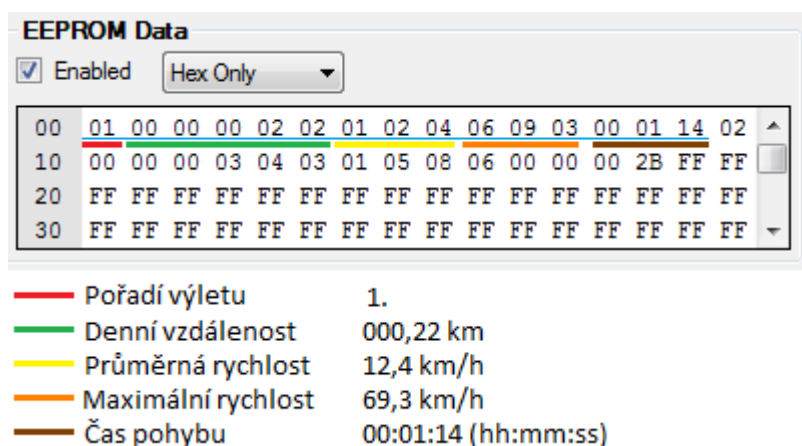 EEPROM Data
Enabled Hex Only
00 01 00 00 00 02 02 01 02 04 06 09 03 00 01 14 02
10 00 00 00 03 04 03 01 05 08 06 00 00 00 2B FF FF
20 FF FF FF FF FF FF FF FF FF FF FF FF FF FF FF FF
30 FF FF FF FF FF FF FF FF FF FF FF FF FF FF FF FF
Pořadí výletu 1.
Denní vzdálenost 000,22 km
Průměrná rychlost 12,4 km/h
Maximální rychlost 69,3 km/h
Čas pohybu 00:01:14 (hh:mm:ss)